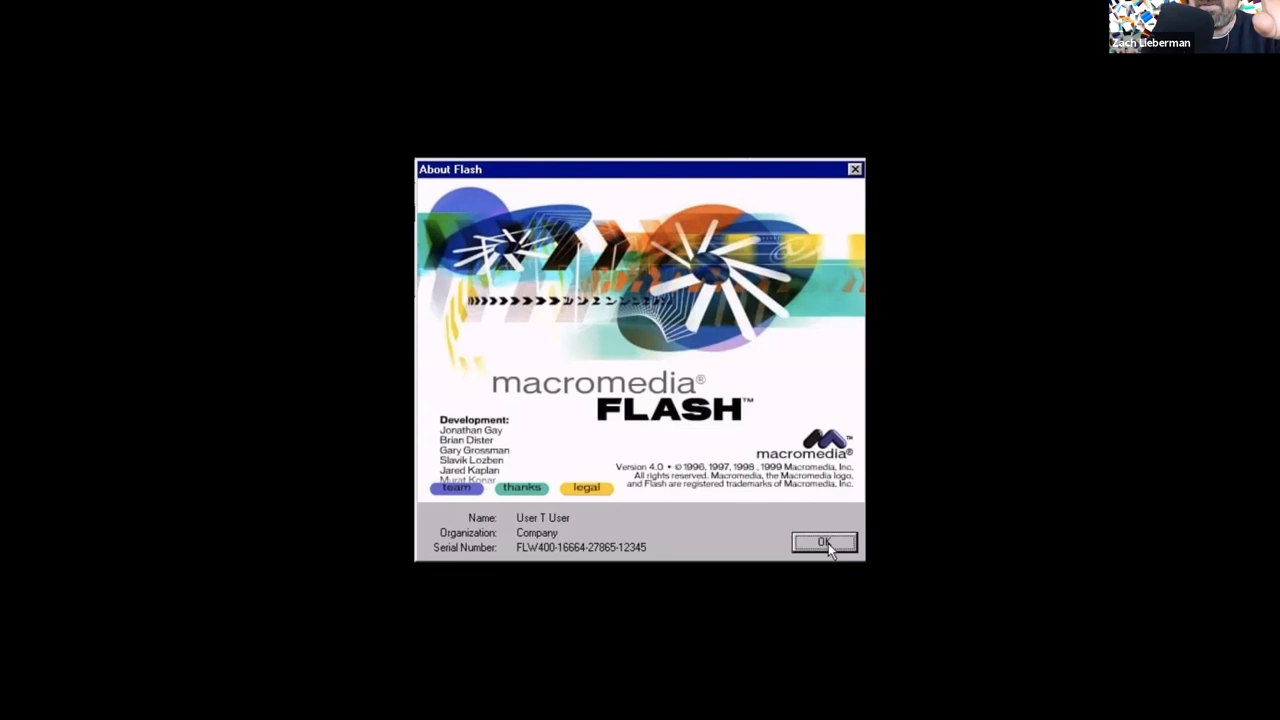 Zach Lieberman
About Flash
macromedia®
FLASH™
Development:
Jonathan Gay
Brian Dister
Gary Grossman
Slavik Lozben
Jared Kaplan
Murat Konar
team
thanks
legal
macromedia®
Version 4.0 • © 1996, 1997, 1998 , 1999 Macromedia, Inc.
All rights reserved. Macromedia, the Macromedia logo,
and Flash are registered trademarks of Macromedia, Inc.
Name: User T User
Organization: Company
Serial Number: FLW400-16664-27865-12345
OK